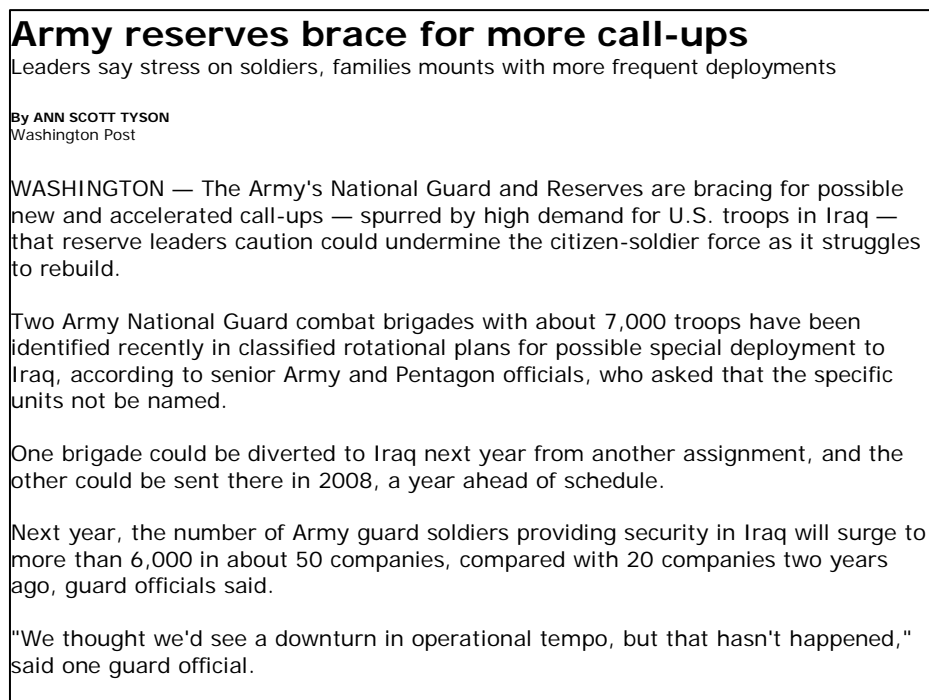 Army reserves brace for more call-ups
Leaders say stress on soldiers, families mounts with more frequent deployments
By ANN SCOTT TYSON
Washington Post
WASHINGTON — The Army's National Guard and Reserves are bracing for possible
new and accelerated call-ups — spurred by high demand for U.S. troops in Iraq —
that reserve leaders caution could undermine the citizen-soldier force as it struggles
to rebuild.
Two Army National Guard combat brigades with about 7,000 troops have been
identified recently in classified rotational plans for possible special deployment to
Iraq, according to senior Army and Pentagon officials, who asked that the specific
units not be named.
One brigade could be diverted to Iraq next year from another assignment, and the
other could be sent there in 2008, a year ahead of schedule.
Next year, the number of Army guard soldiers providing security in Iraq will surge to
more than 6,000 in about 50 companies, compared with 20 companies two years
ago, guard officials said.
"We thought we'd see a downturn in operational tempo, but that hasn't happened,"
said one guard official.